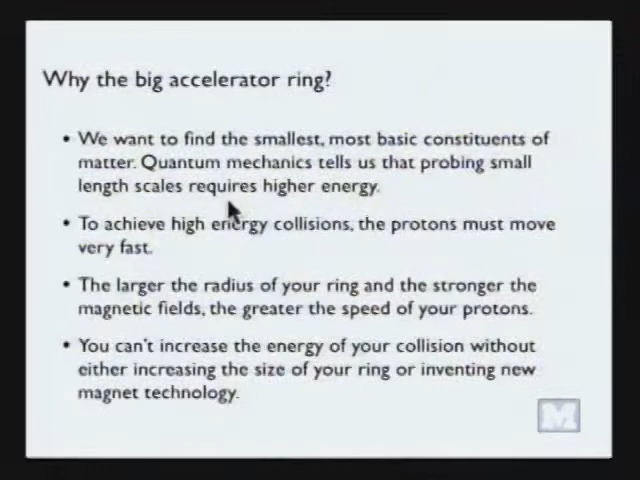 Why the big accelerator ring?
• We want to find the smallest, most basic constituents of
matter. Quantum mechanics tells us that probing small
length scales requires higher energy.
• To achieve high energy collisions, the protons must move
very fast.
• The larger the radius of your ring and the stronger the
magnetic fields, the greater the speed of your protons.
• You can't increase the energy of your collision without
either increasing the size of your ring or inventing new
magnet technology.
M